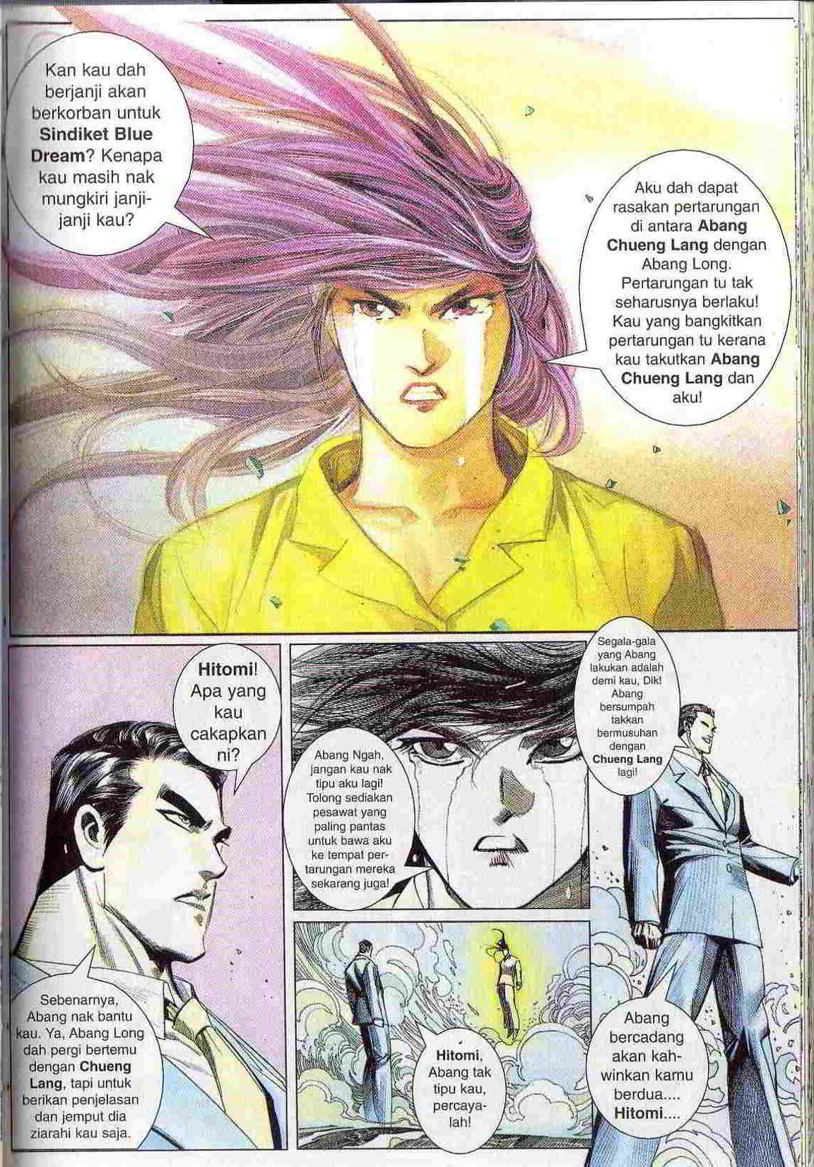 Kan kau dah
berjanji akan
berkorban untuk
Sindiket Blue
Dream? Kenapa
kau masih nak
mungkiri janji-
janji kau?
Aku dah dapat
rasakan pertarungan
di antara Abang
Chueng Lang dengan
Abang Long.
Pertarungan tu tak
seharusnya berlaku!
Kau yang bangkitkan
pertarungan tu kerana
kau takutkan Abang
Chueng Lang dan
aku!
Hitomi!
Apa yang
kau
cakapkan
ni?
Sebenarnya,
Abang nak bantu
kau. Ya, Abang Long
dah pergi bertemu
dengan Chueng
Lang, tapi untuk
berikan penjelasan
dan jemput dia
ziarahi kau saja.
Abang Ngah,
jangan kau nak
tipu aku lagi!
Tolong sediakan
pesawat yang
paling pantas
untuk bawa aku
ke tempat per-
tarungan mereka
sekarang juga!
Hitomi,
Abang tak
tipu kau,
percaya-
lah!
Segala-gala
yang Abang
lakukan adalah
demi kau, Dik!
Abang
bersumpah
takkan
bermusuhan
dengan
Chueng Lang
lagi!
Abang
bercadang
akan kah-
winkan kamu
berdua....
Hitomi....